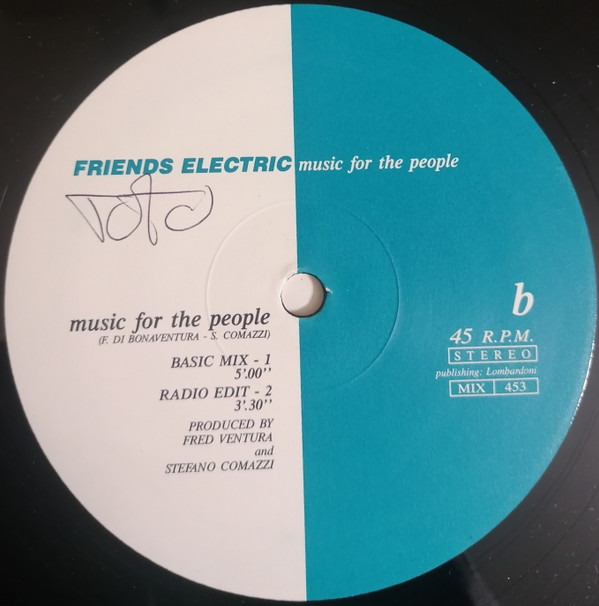 FRIENDS ELECTRIC music for the people
Toto
music for the people
(F. DI BONAVENTURA - S. COMAZZI)
BASIC MIX - 1
5'.00''
RADIO EDIT - 2
3'.30''
PRODUCED BY
FRED VENTURA
and
STEFANO COMAZZI
b
45 R.P.M.
STEREO
publishing: Lombardoni
MIX 453